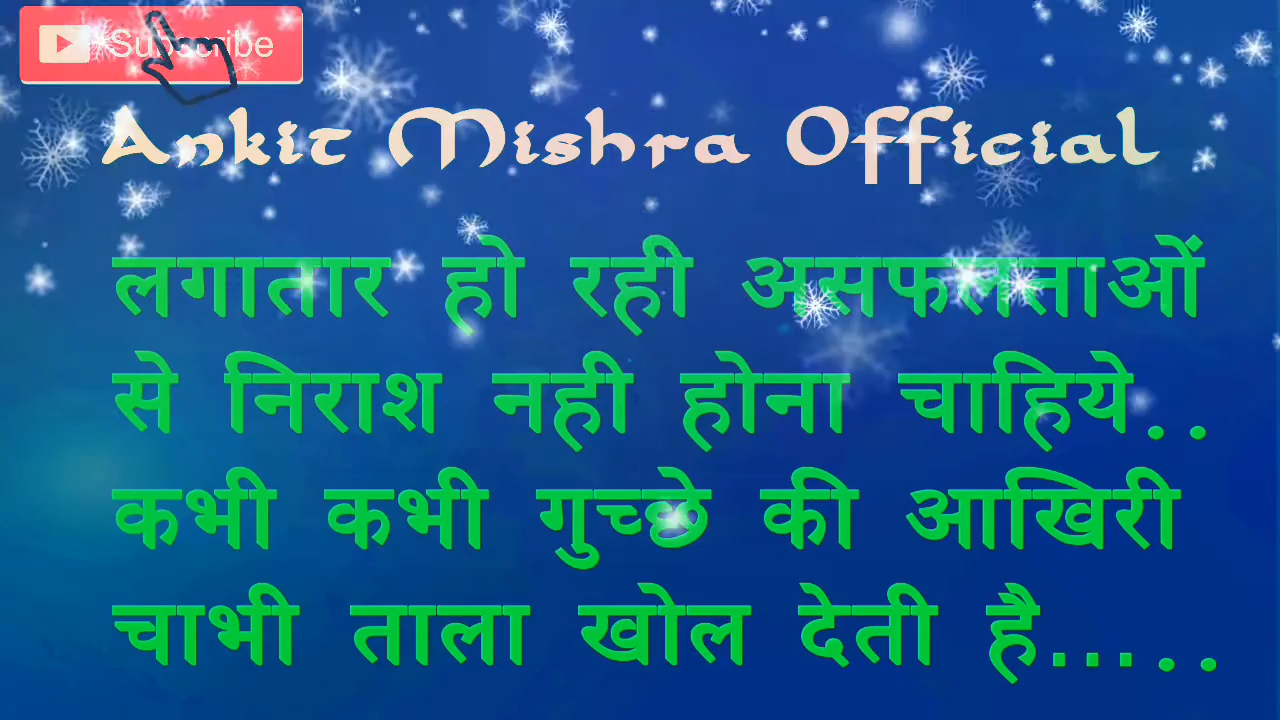 Subscribe
Ankit Mishra Official
लगातार हो रही असफलताओं
से निराश नही होना चाहिये..
कभी कभी गुच्छे की आखिरी
चाभी ताला खोल देती है.....